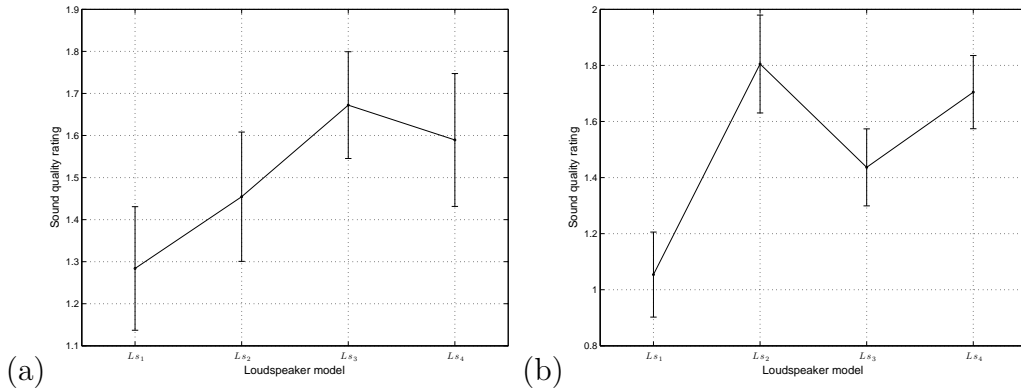 (a)
Sound quality rating
1.9
1.8
1.7
1.6
1.5
1.4
1.3
1.2
1.1
Ls₁ Ls₂ Ls₃ Ls₄
Loudspeaker model
(b)
Sound quality rating
2
1.8
1.6
1.4
1.2
1
0.8
Ls₁ Ls₂ Ls₃ Ls₄
Loudspeaker model